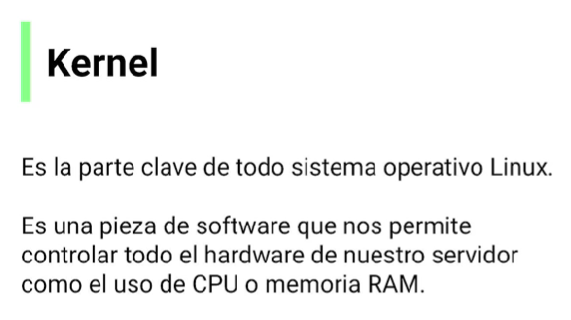 Kernel
Es la parte clave de todo sistema operativo Linux.
Es una pieza de software que nos permite
controlar todo el hardware de nuestro servidor
como el uso de CPU o memoria RAM.